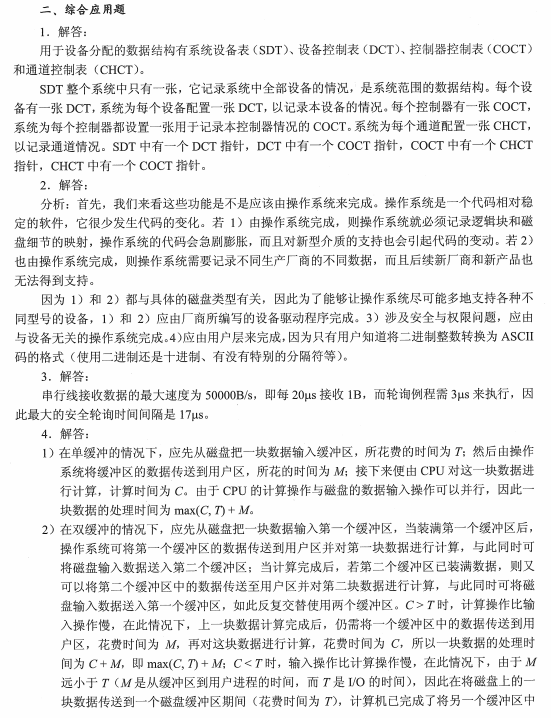 二、综合应用题
1. 解答：
用于设备分配的数据结构有系统设备表（SDT）、设备控制表（DCT）、控制器控制表（COCT）
和通道控制表（CHCT）。
SDT 整个系统中只有一张，它记录系统中全部设备的情况，是系统范围的数据结构。每个设
备有一张 DCT，系统为每个设备配置一张 DCT，以记录本设备的情况。每个控制器有一张 COCT，
系统为每个控制器都设置一张用于记录本控制器情况的 COCT。系统为每个通道配置一张 CHCT，
以记录通道情况。SDT 中有一个 DCT 指针，DCT 中有一个 COCT 指针，COCT 中有一个 CHCT
指针，CHCT 中有一个 COCT 指针。
2. 解答：
分析：首先，我们来看这些功能是不是应该由操作系统来完成。操作系统是一个代码相对稳
定的软件，它很少发生代码的变化。若 1）由操作系统完成，则操作系统就必须记录逻辑块和磁
盘细节的映射，操作系统的代码会急剧膨胀，而且对新型介质的支持也会引起代码的变动。若 2）
也由操作系统完成，则操作系统需要记录不同生产厂商的不同数据，而且后续新厂商和新产品也
无法得到支持。
因为 1）和 2）都与具体的磁盘类型有关，因此为了能够让操作系统尽可能多地支持各种不
同型号的设备，1）和 2）应由厂商所编写的设备驱动程序完成。3）涉及安全与权限问题，应由
与设备无关的操作系统完成。4）应由用户层来完成，因为只有用户知道将二进制整数转换为 ASCII
码的格式（使用二进制还是十进制、有没有特别的分隔符等）。
3. 解答：
串行线接收数据的最大速度为 50000B/s，即每 20μs 接收 1B，而轮询例程需 3μs 来执行，因
此最大的安全轮询时间间隔是 17μs。
4. 解答：
1）在单缓冲的情况下，应先从磁盘把一块数据输入缓冲区，所花费的时间为 T；然后由操作
系统将缓冲区的数据传送到用户区，所花的时间为 M；接下来便由 CPU 对这一块数据进
行计算，计算时间为 C。由于 CPU 的计算操作与磁盘的数据输入操作可以并行，因此一
块数据的处理时间为 max(C, T) + M。
2）在双缓冲的情况下，应先从磁盘把一块数据输入第一个缓冲区，当装满第一个缓冲区后，
操作系统可将第一个缓冲区的数据传送到用户区并对第一块数据进行计算，与此同时可
将磁盘输入数据送入第二个缓冲区；当计算完成后，若第二个缓冲区已装满数据，则又
可以将第二个缓冲区中的数据传送至用户区并对第二块数据进行计算，与此同时可将磁
盘输入数据送入第一个缓冲区，如此反复交替使用两个缓冲区。C > T 时，计算操作比输
入操作慢，在此情况下，上一块数据计算完成后，仍需将一个缓冲区中的数据传送到用
户区，花费时间为 M，再对这块数据进行计算，花费时间为 C，所以一块数据的处理时
间为 C + M，即 max(C, T) + M；C < T 时，输入操作比计算操作慢，在此情况下，由于 M
远小于 T（M 是从缓冲区到用户进程的时间，而 T 是 I/O 的时间），因此在将磁盘上的一
块数据传送到一个磁盘缓冲区期间（花费时间为 T），计算机已完成了将另一个缓冲区中